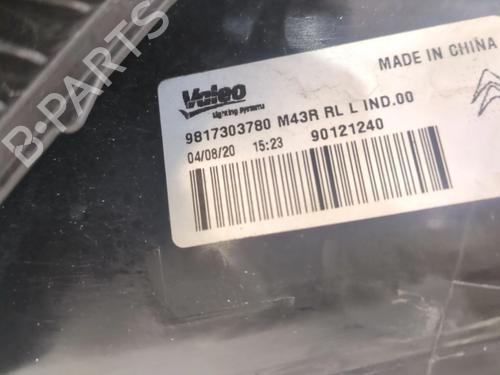 B-PARTS
MADE IN CHINA
Valeo
Lighting Systems
9817303780 M43R RL L IND.00
04/08/20 15:23 90121240